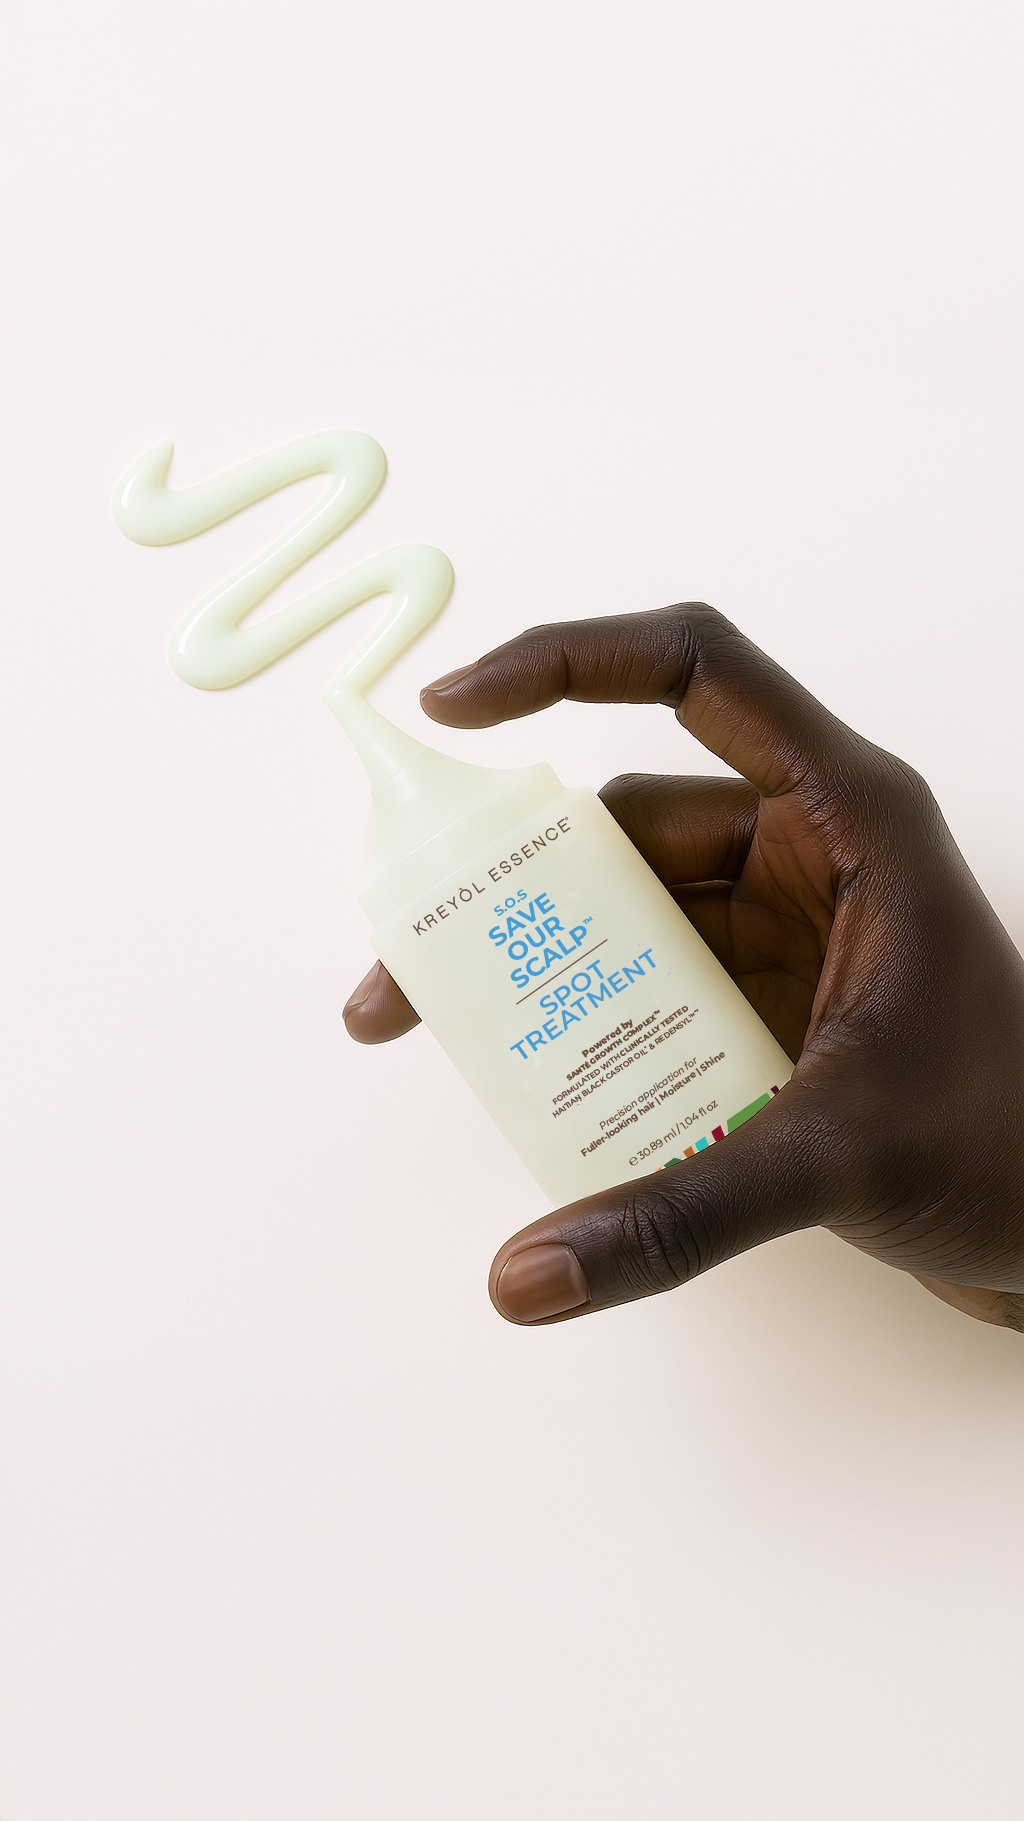 KREYÒL ESSENCE®
S.O.S
SAVE
OUR
SCALP™
SPOT
TREATMENT
Powered by
SANTÉ GROWTH COMPLEX™
FORMULATED WITH CLINICALLY TESTED
HAITIAN BLACK CASTOR OIL* & REDENSYL™
Precision application for
Fuller-looking hair | Moisture | Shine
℮ 30.89 ml / 1.04 fl oz